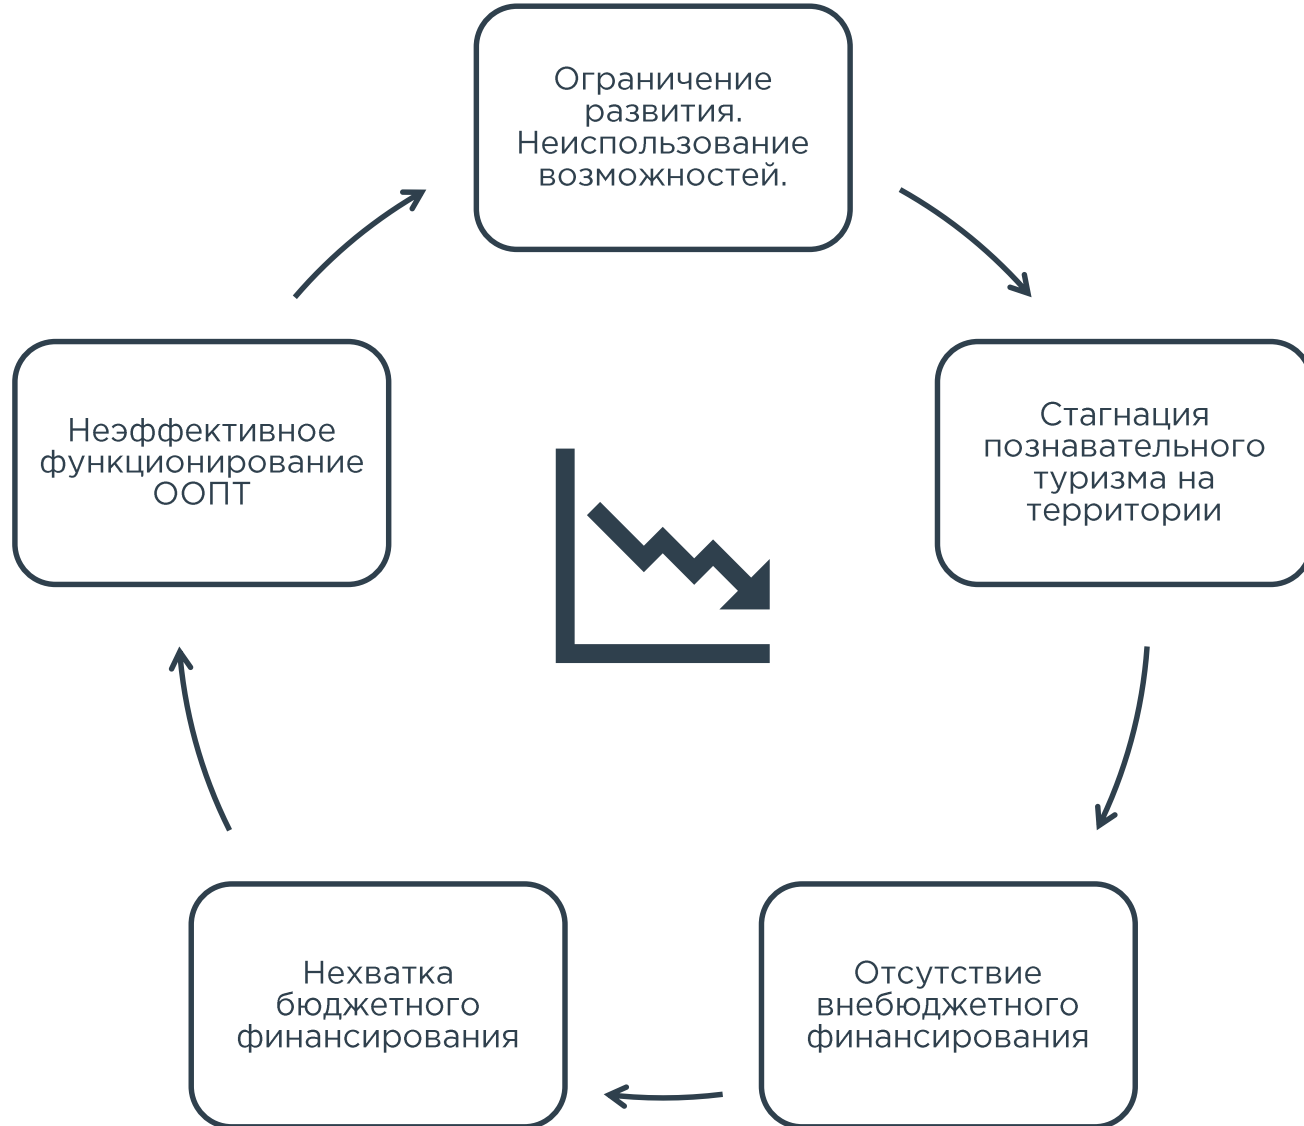 Ограничение
развития.
Неиспользование
возможностей.
Стагнация
познавательного
туризма на
территории
Отсутствие
внебюджетного
финансирования
Нехватка
бюджетного
финансирования
Неэффективное
функционирование
ООПТ